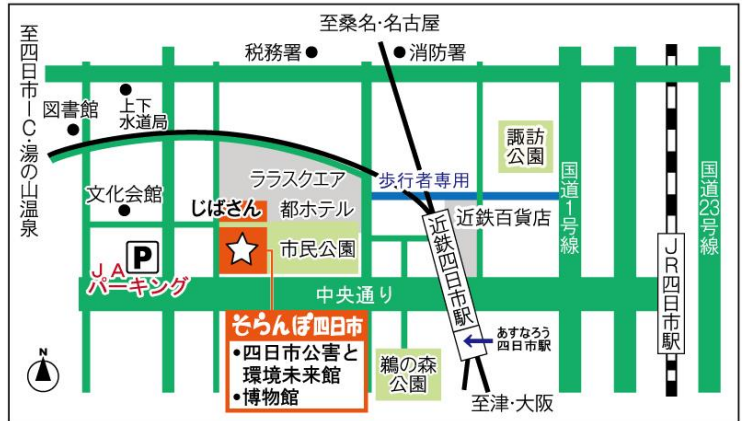 至桑名・名古屋
至四日市IC・湯の山温泉
税務署
消防署
図書館
上下
水道局
諏訪
公園
国道1号線
国道23号線
ララスクエア
歩行者専用
文化会館
じばさん
都ホテル
近鉄百貨店
市民公園
近鉄四日市駅
JR四日市駅
P
JA
パーキング
中央通り
そらんぽ四日市
•四日市公害と
環境未来館
•博物館
あすなろう
四日市駅
鵜の森
公園
至津・大阪
N